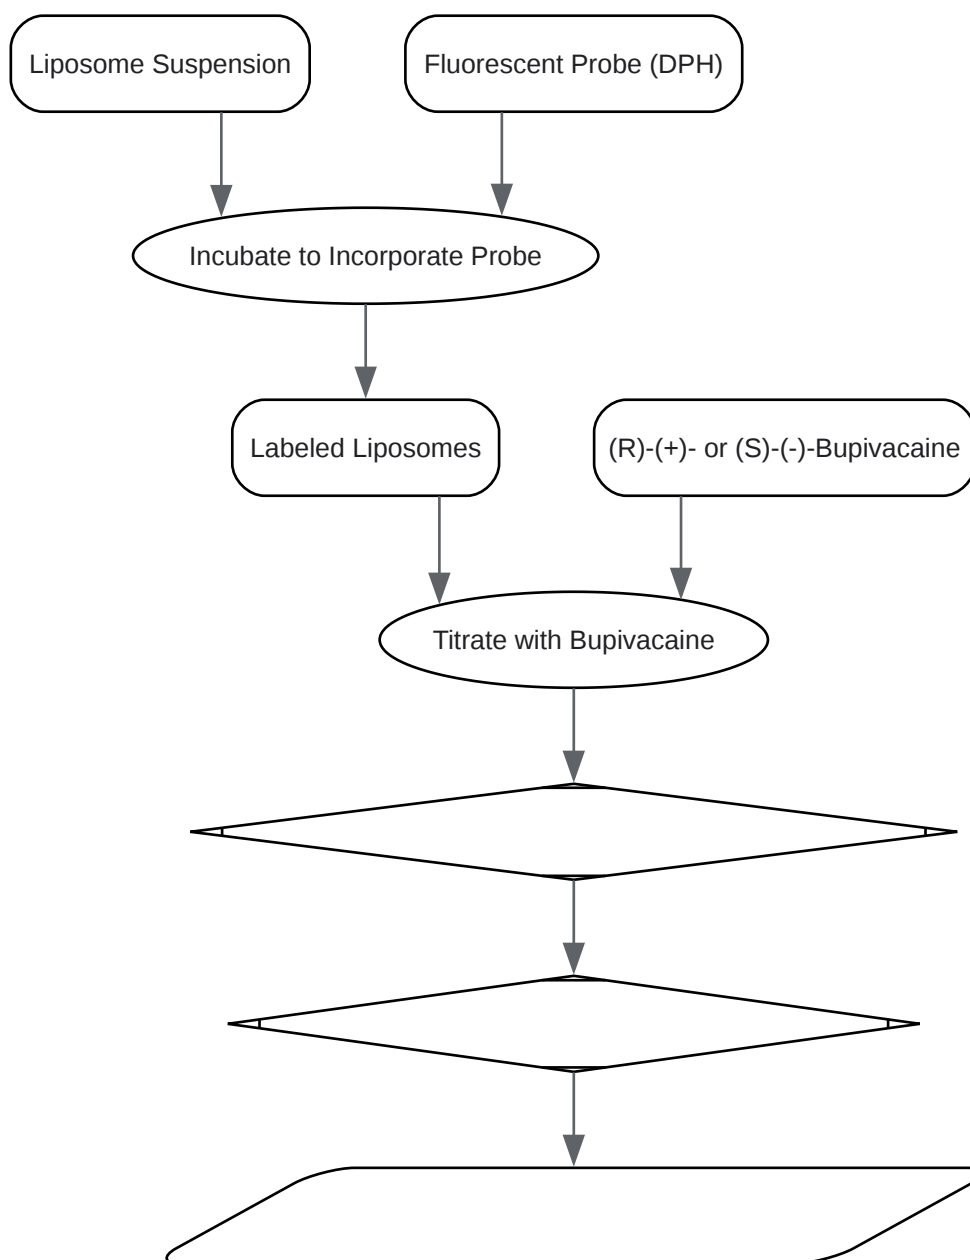 Liposome Suspension
Fluorescent Probe (DPH)
Incubate to Incorporate Probe
Labeled Liposomes
(R)-(+)- or (S)-(-)-Bupivacaine
Titrate with Bupivacaine